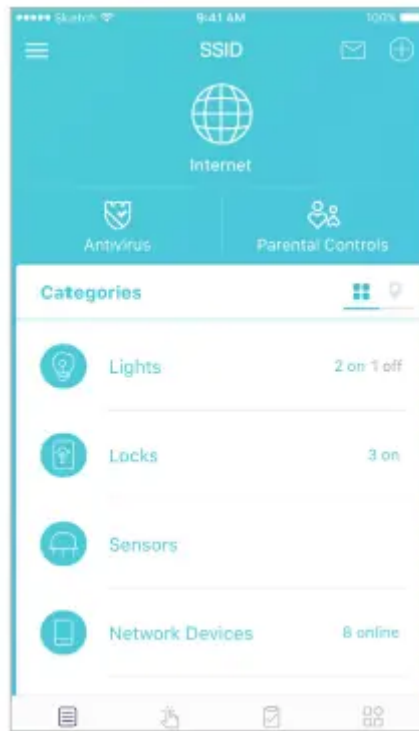 Sketch 9:41 AM 100%
SSID
Internet
Antivirus Parental Controls
Categories
Lights 2 on 1 off
Locks 3 on
Sensors
Network Devices 8 online